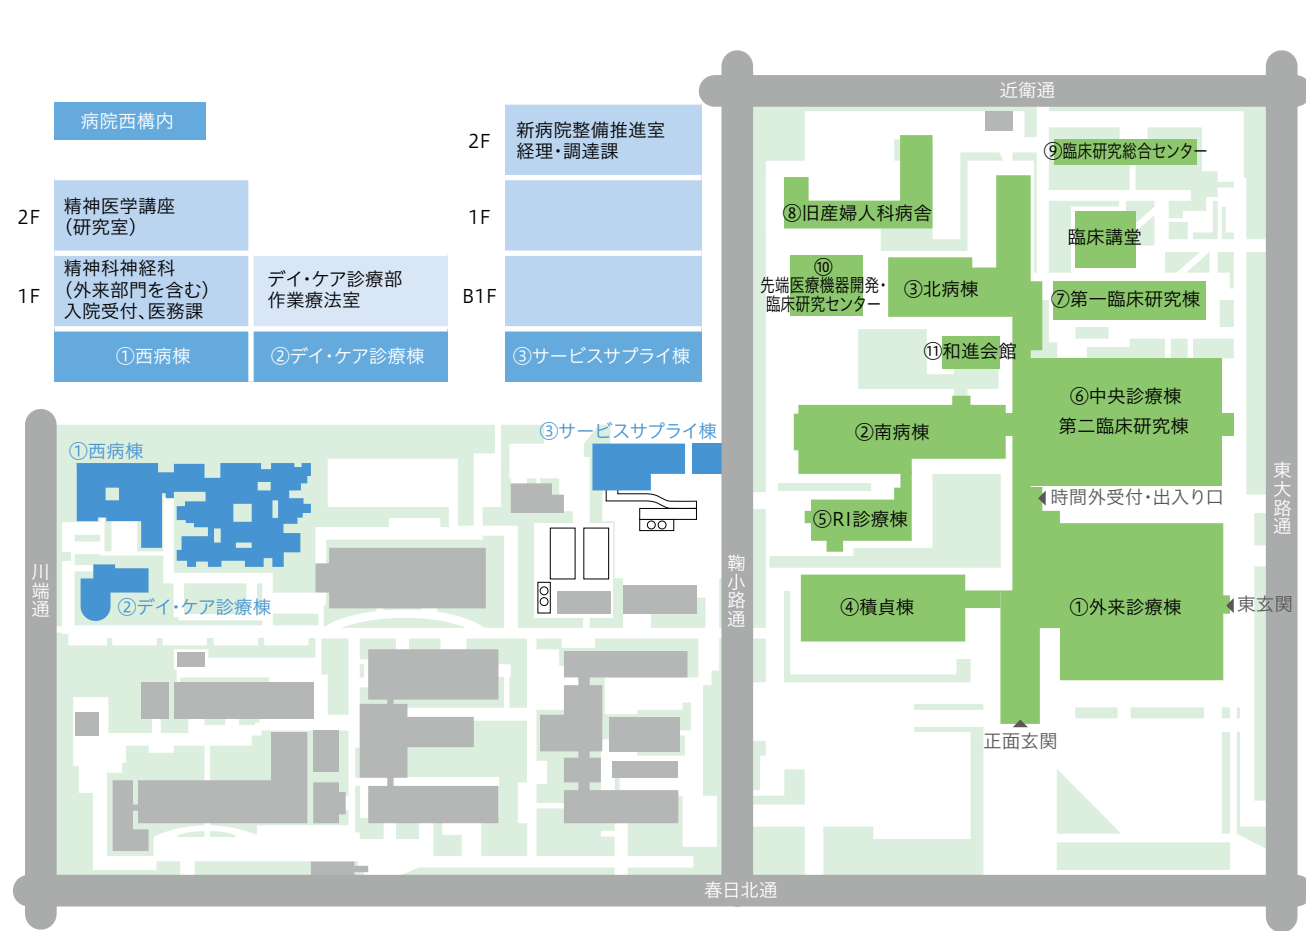 病院西構内
2F
精神医学講座
（研究室）
1F
精神科神経科
（外来部門を含む）
入院受付、医務課
デイ・ケア診療部
作業療法室
①西病棟
②デイ・ケア診療棟
2F
新病院整備推進室
経理・調達課
1F
B1F
③サービスサプライ棟
近衛通
⑨臨床研究総合センター
⑧旧産婦人科病舎
臨床講堂
⑩
先端医療機器開発・
臨床研究センター
③北病棟
⑦第一臨床研究棟
⑪和進会館
⑥中央診療棟
第二臨床研究棟
②南病棟
時間外受付・出入り口
⑤RI診療棟
④積貞棟
①外来診療棟
東玄関
正面玄関
東大路通
鞠小路通
③サービスサプライ棟
①西病棟
②デイ・ケア診療棟
川端通
春日北通